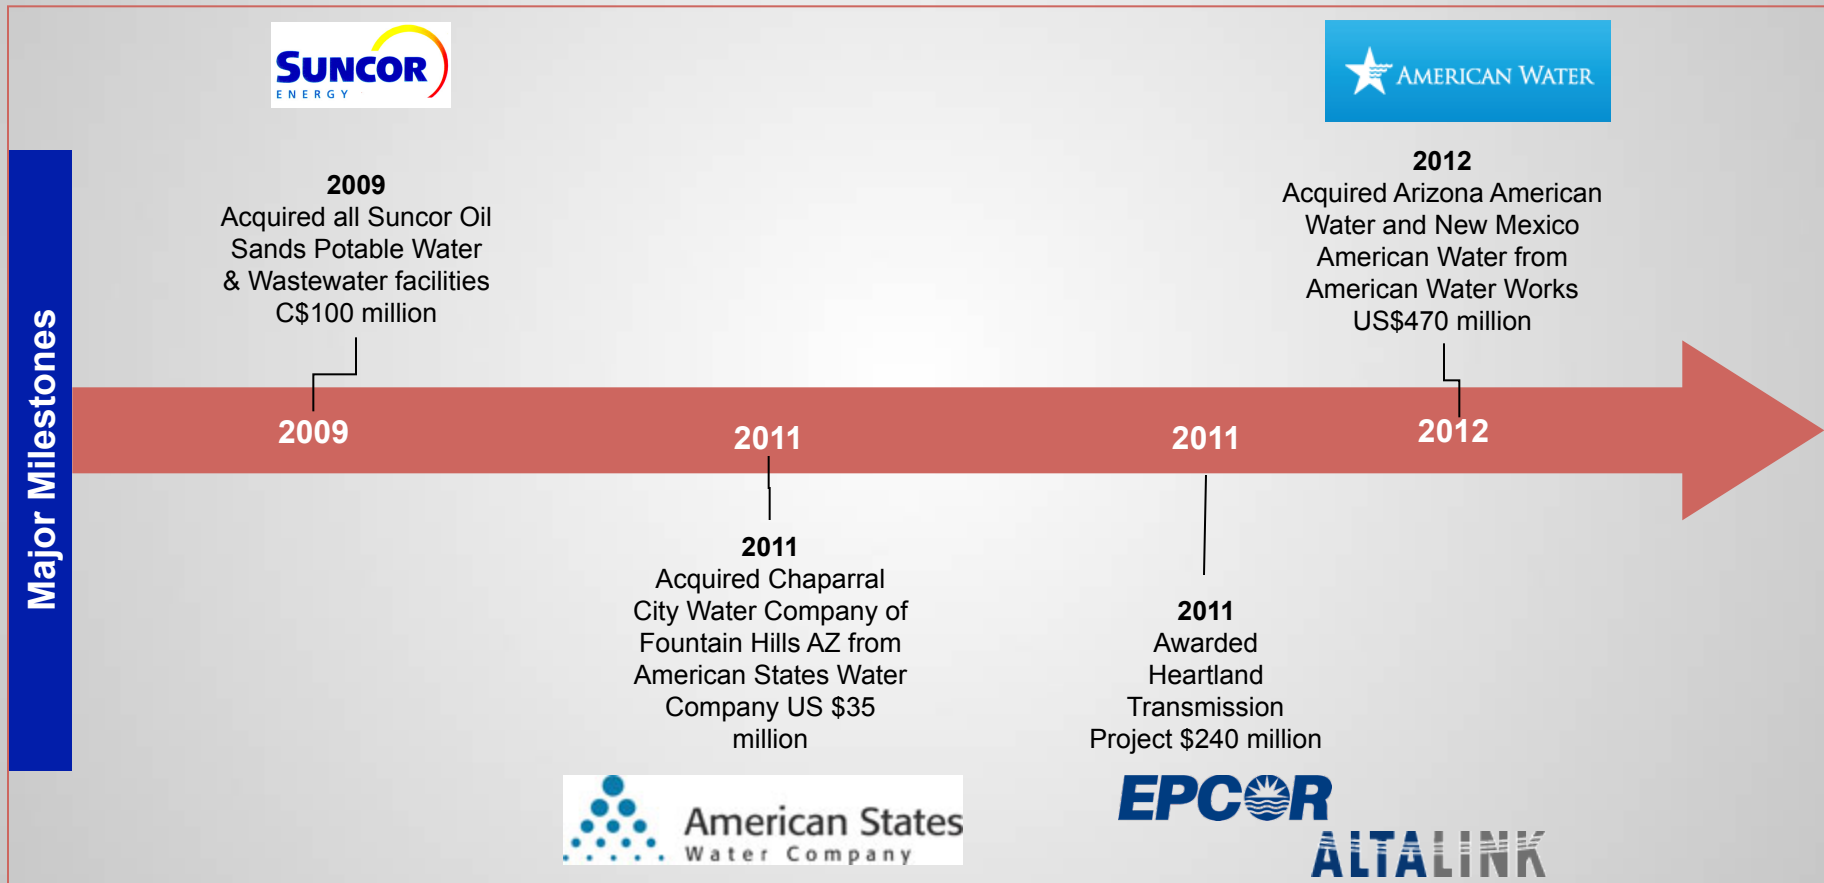 SUNCOR
ENERGY
AMERICAN WATER
Major Milestones
2009
Acquired all Suncor Oil
Sands Potable Water
& Wastewater facilities
C$100 million
2012
Acquired Arizona American
Water and New Mexico
American Water from
American Water Works
US$470 million
2009
2011
2011
2012
2011
Acquired Chaparral
City Water Company of
Fountain Hills AZ from
American States Water
Company US $35
million
2011
Awarded
Heartland
Transmission
Project $240 million
American States
Water Company
EPCOR
ALTALINK